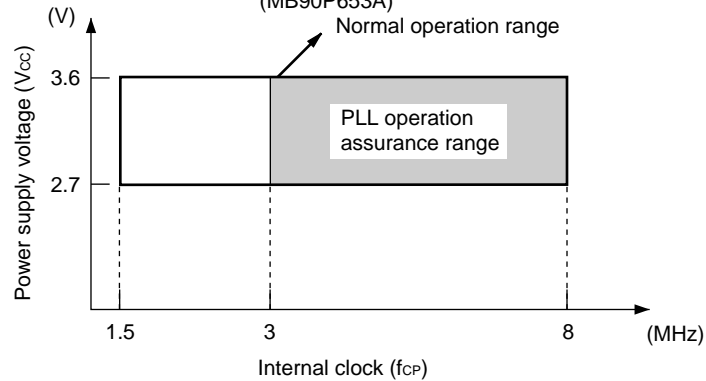 (MB90P653A)
(V)
Normal operation range
Power supply voltage (Vcc)
3.6
PLL operation
assurance range
2.7
1.5 3 8 (MHz)
Internal clock (fCP)